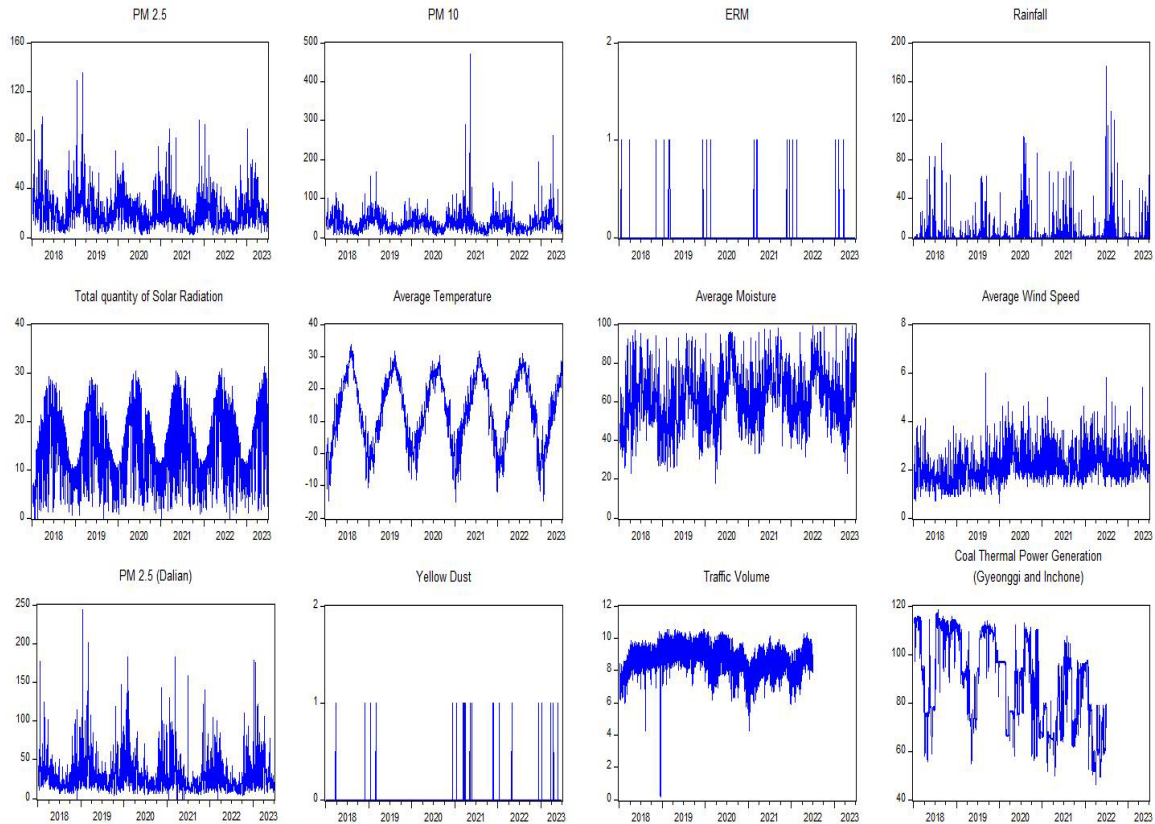 PM 2.5
160
120
80
40
0
2018 2019 2020 2021 2022 2023
PM 10
500
400
300
200
100
0
2018 2019 2020 2021 2022 2023
ERM
2
1
0
2018 2019 2020 2021 2022 2023
Rainfall
200
160
120
80
40
0
2018 2019 2020 2021 2022 2023
Total quantity of Solar Radiation
40
30
20
10
0
2018 2019 2020 2021 2022 2023
Average Temperature
40
30
20
10
0
-10
-20
2018 2019 2020 2021 2022 2023
Average Moisture
100
80
60
40
20
0
2018 2019 2020 2021 2022 2023
Average Wind Speed
8
6
4
2
0
2018 2019 2020 2021 2022 2023
PM 2.5 (Dalian)
250
200
150
100
50
0
2018 2019 2020 2021 2022 2023
Yellow Dust
2
1
0
2018 2019 2020 2021 2022 2023
Traffic Volume
12
10
8
6
4
2
0
2018 2019 2020 2021 2022 2023
Coal Thermal Power Generation
(Gyeonggi and Inchone)
120
100
80
60
40
2018 2019 2020 2021 2022 2023